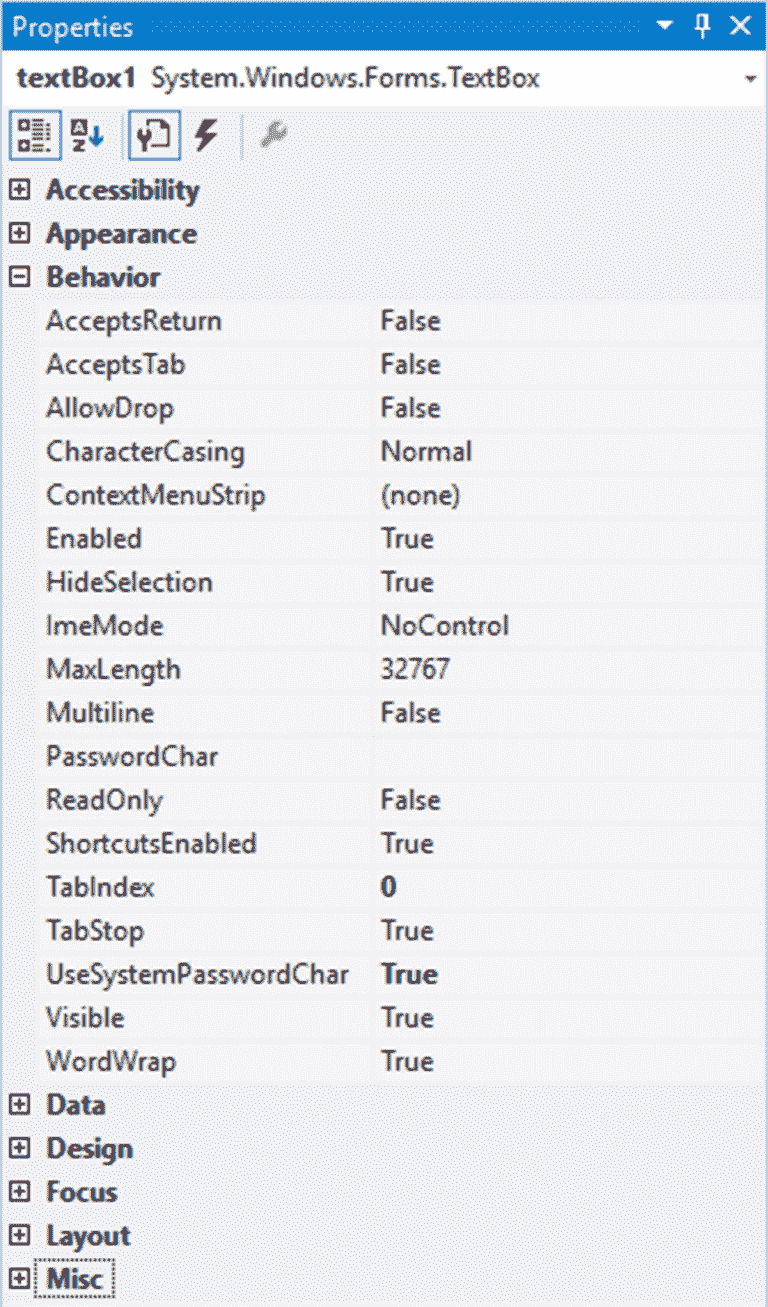 Properties
textBox1 System.Windows.Forms.TextBox
Accessibility
Appearance
Behavior
AcceptsReturn False
AcceptsTab False
AllowDrop False
CharacterCasing Normal
ContextMenuStrip (none)
Enabled True
HideSelection True
ImeMode NoControl
MaxLength 32767
Multiline False
PasswordChar
ReadOnly False
ShortcutsEnabled True
TabIndex 0
TabStop True
UseSystemPasswordChar True
Visible True
WordWrap True
Data
Design
Focus
Layout
Misc